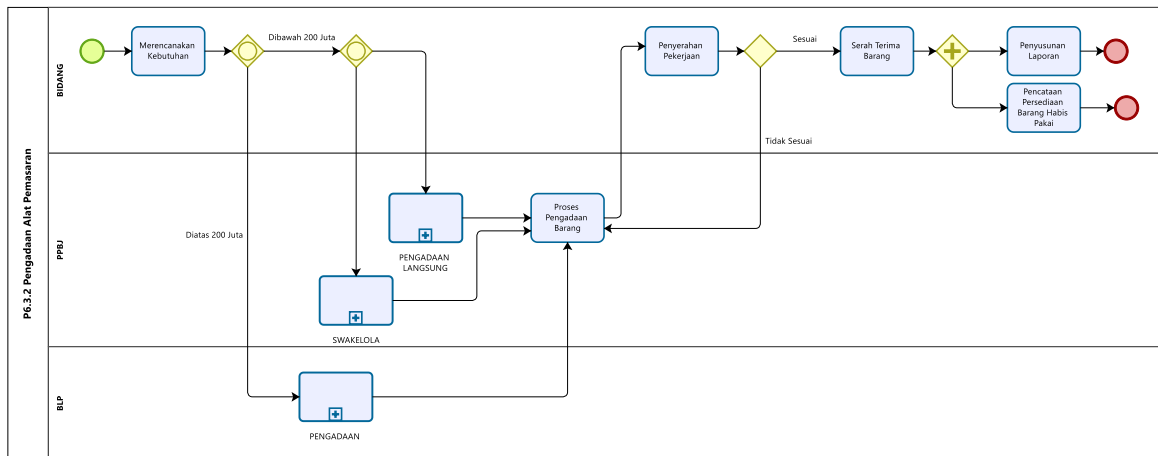 P6.3.2 Pengadaan Alat Pemasaran
BIDANG
Merencanakan
Kebutuhan
Dibawah 200 Juta
Penyerahan
Pekerjaan
Sesuai
Serah Terima
Barang
Penyusunan
Laporan
Pencataan
Persediaan
Barang Habis
Pakai
Tidak Sesuai
PPBJ
Diatas 200 Juta
PENGADAAN
LANGSUNG
Proses
Pengadaan
Barang
SWAKELOLA
BLP
PENGADAAN